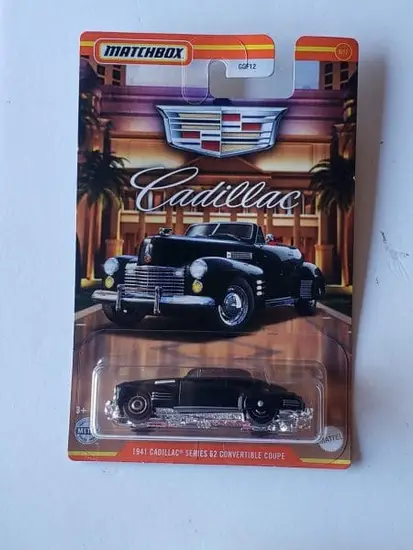 MATCHBOX
GGF12
Cadillac
3+
1941 CADILLAC® SERIES 62 CONVERTIBLE COUPE
MATTEL